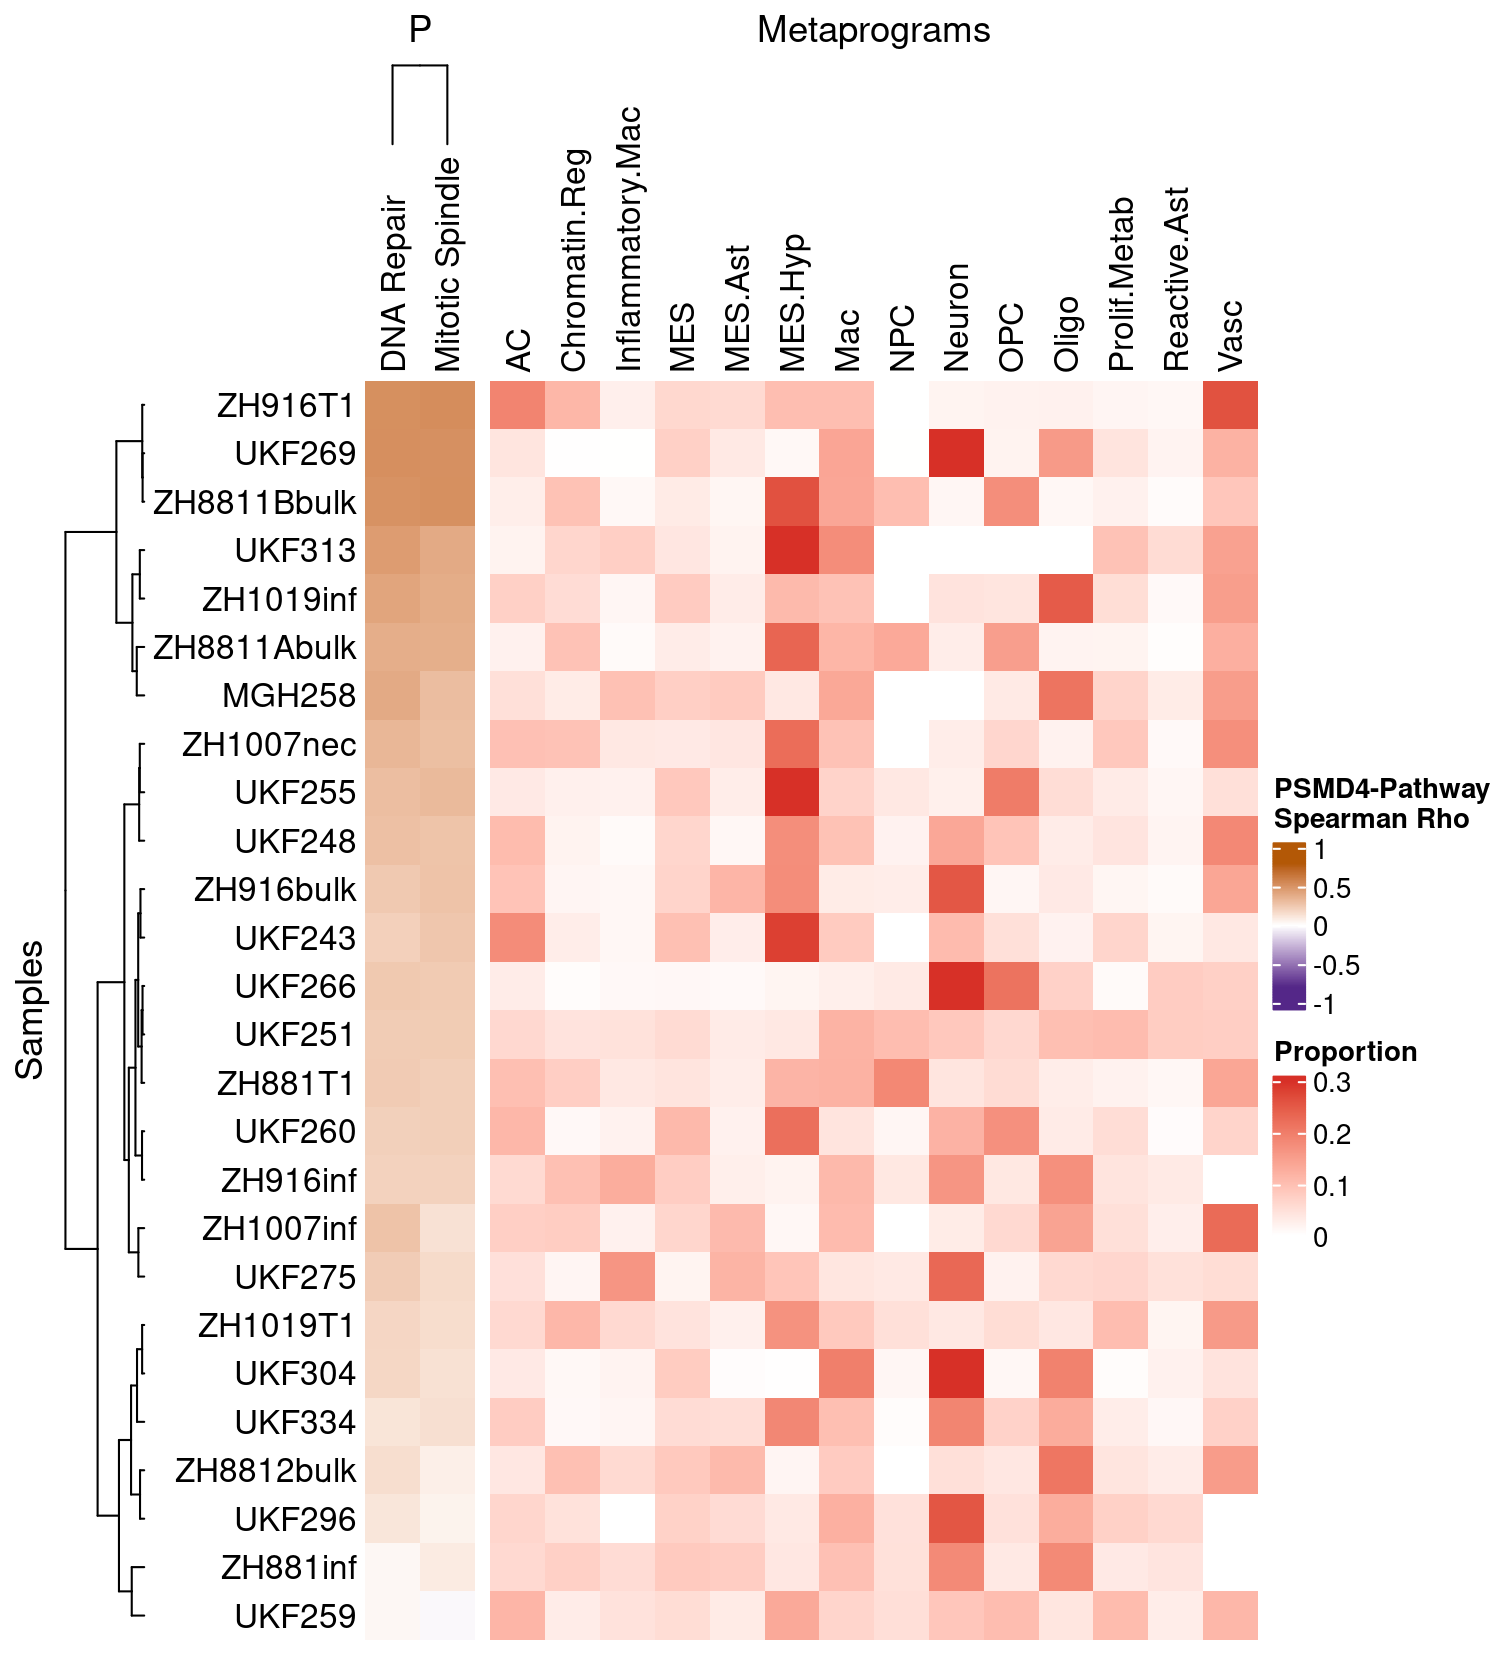 P
Metaprograms
DNA Repair
Mitotic Spindle
AC
Chromatin.Reg
Inflammatory.Mac
MES
MES.Ast
MES.Hyp
Mac
NPC
Neuron
OPC
Oligo
Prolif.Metab
Reactive.Ast
Vasc
Samples
ZH916T1
UKF269
ZH8811Bbulk
UKF313
ZH1019inf
ZH8811Abulk
MGH258
ZH1007nec
UKF255
UKF248
ZH916bulk
UKF243
UKF266
UKF251
ZH881T1
UKF260
ZH916inf
ZH1007inf
UKF275
ZH1019T1
UKF304
UKF334
ZH8812bulk
UKF296
ZH881inf
UKF259
PSMD4-Pathway
Spearman Rho
1
0.5
0
-0.5
-1
Proportion
0.3
0.2
0.1
0